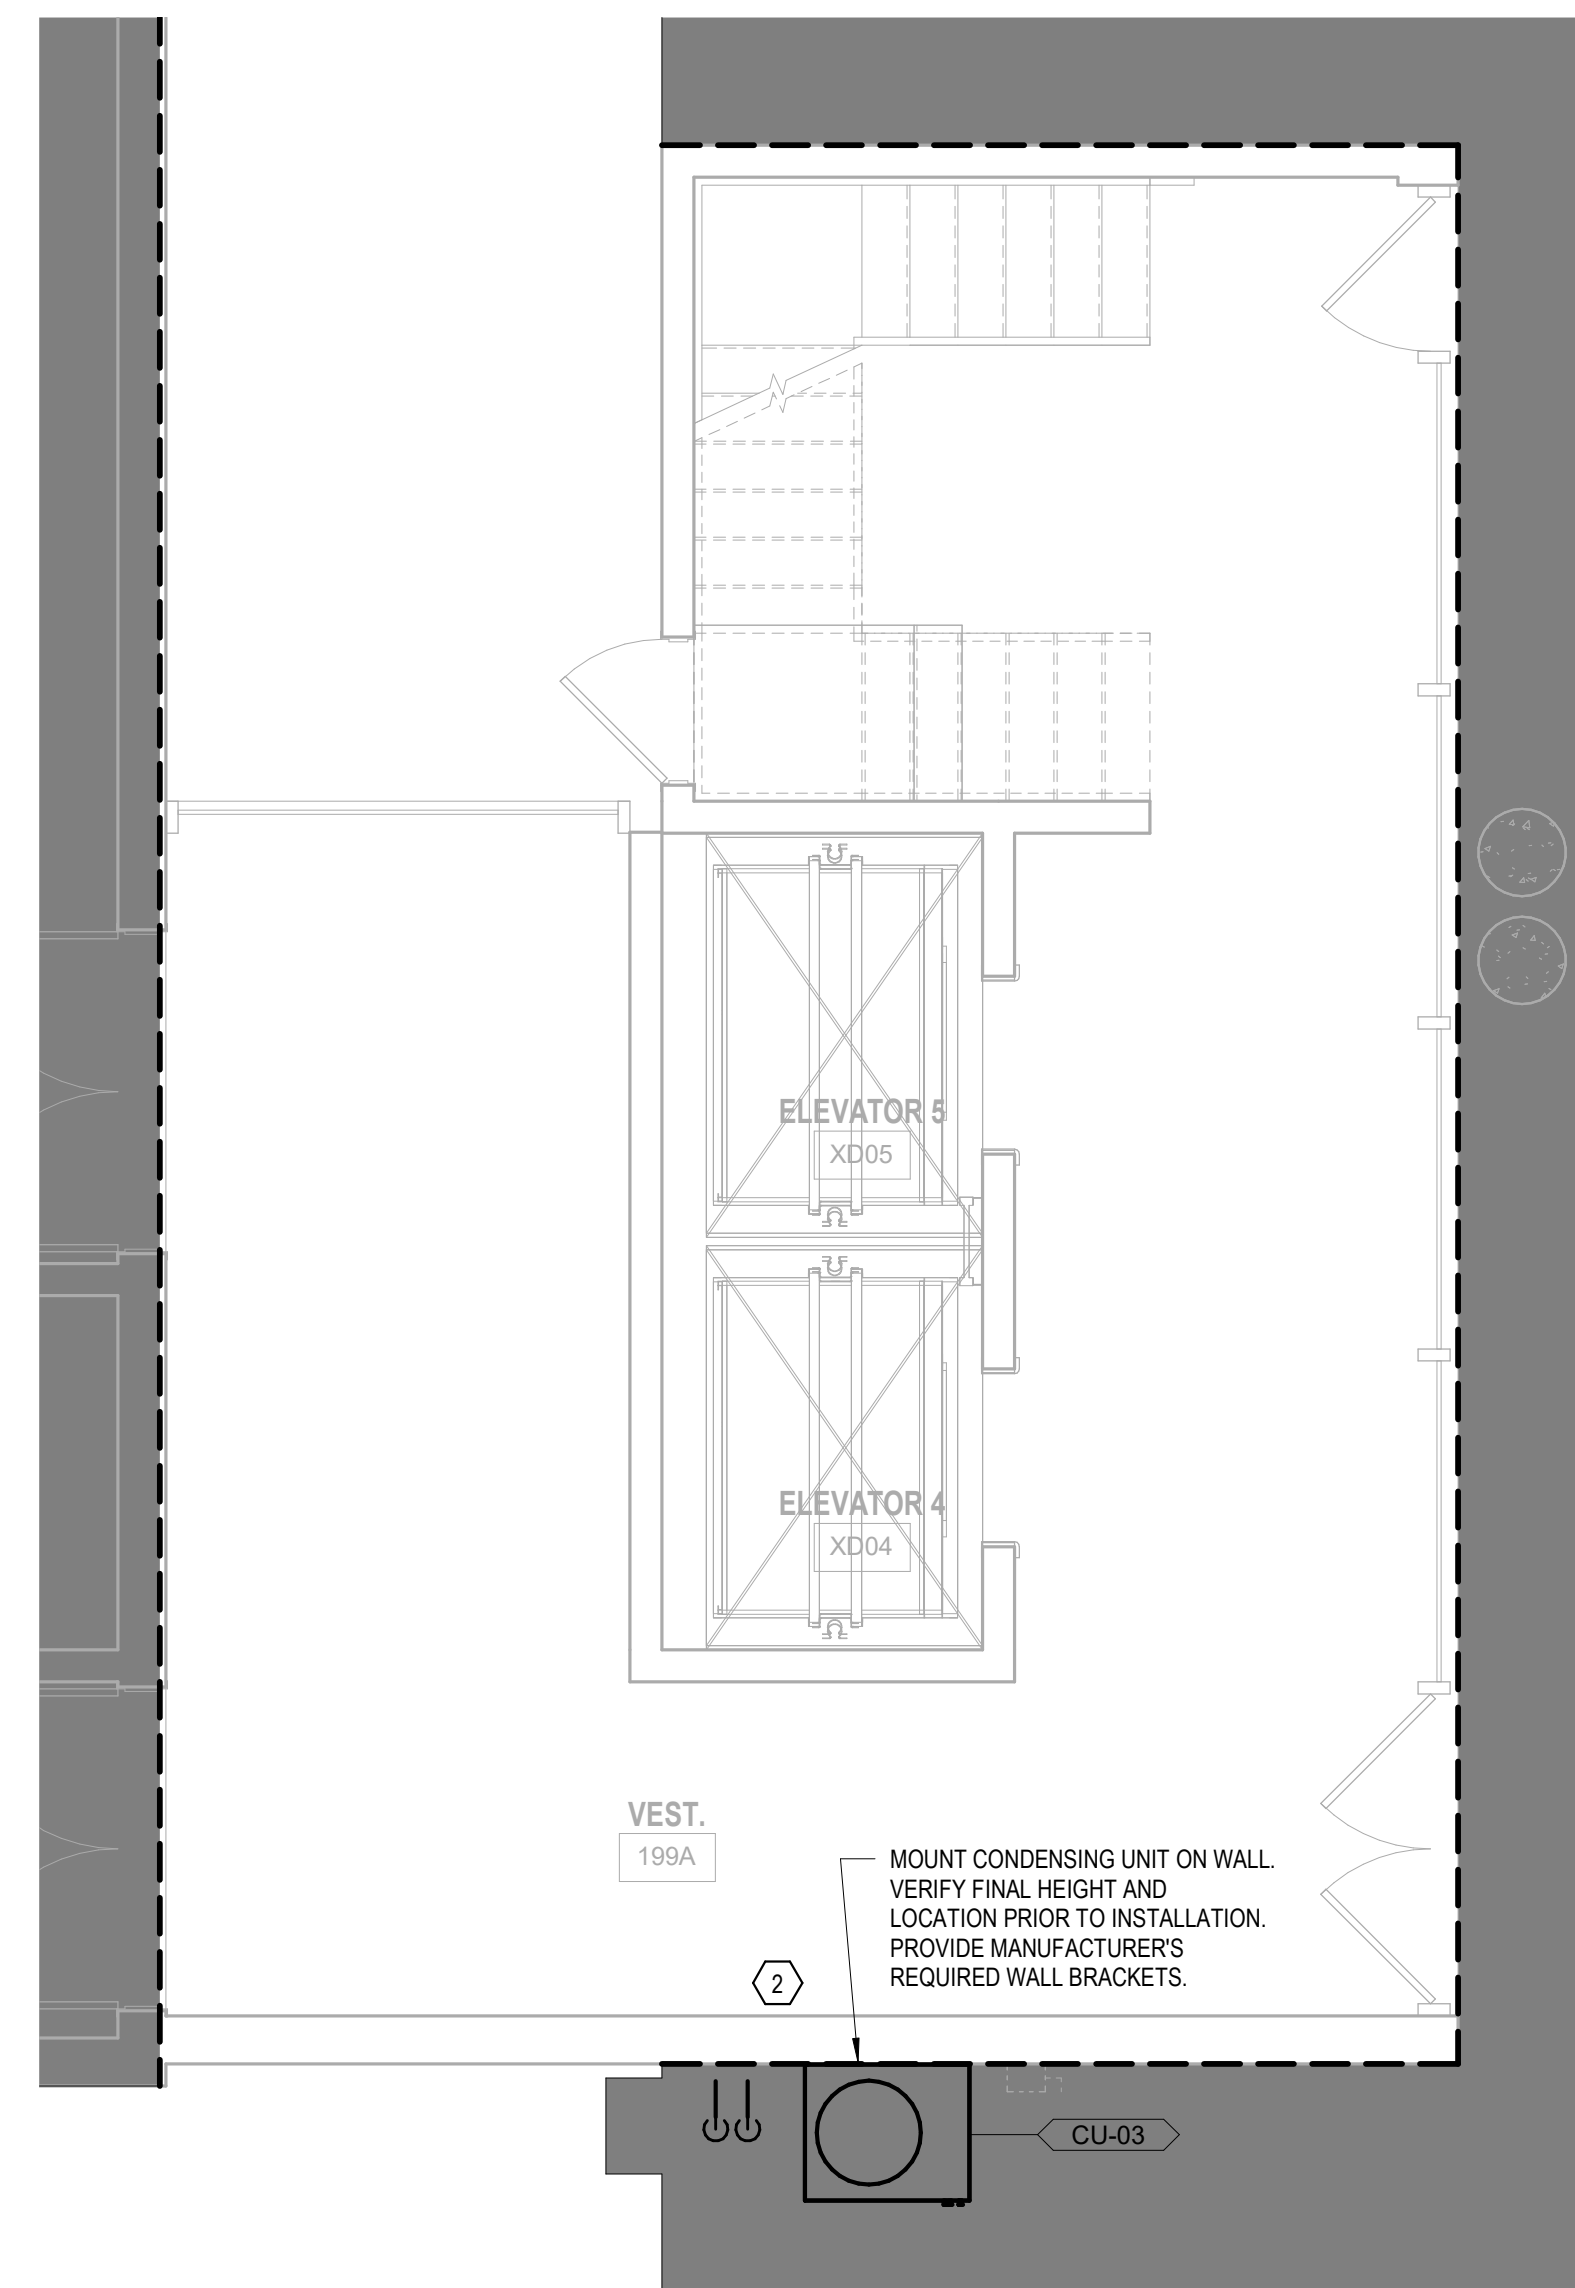 ELEVATOR 5
XD05
ELEVATOR 4
XD04
VEST.
199A
MOUNT CONDENSING UNIT ON WALL.
VERIFY FINAL HEIGHT AND
LOCATION PRIOR TO INSTALLATION.
PROVIDE MANUFACTURER'S
REQUIRED WALL BRACKETS.
2
CU-03